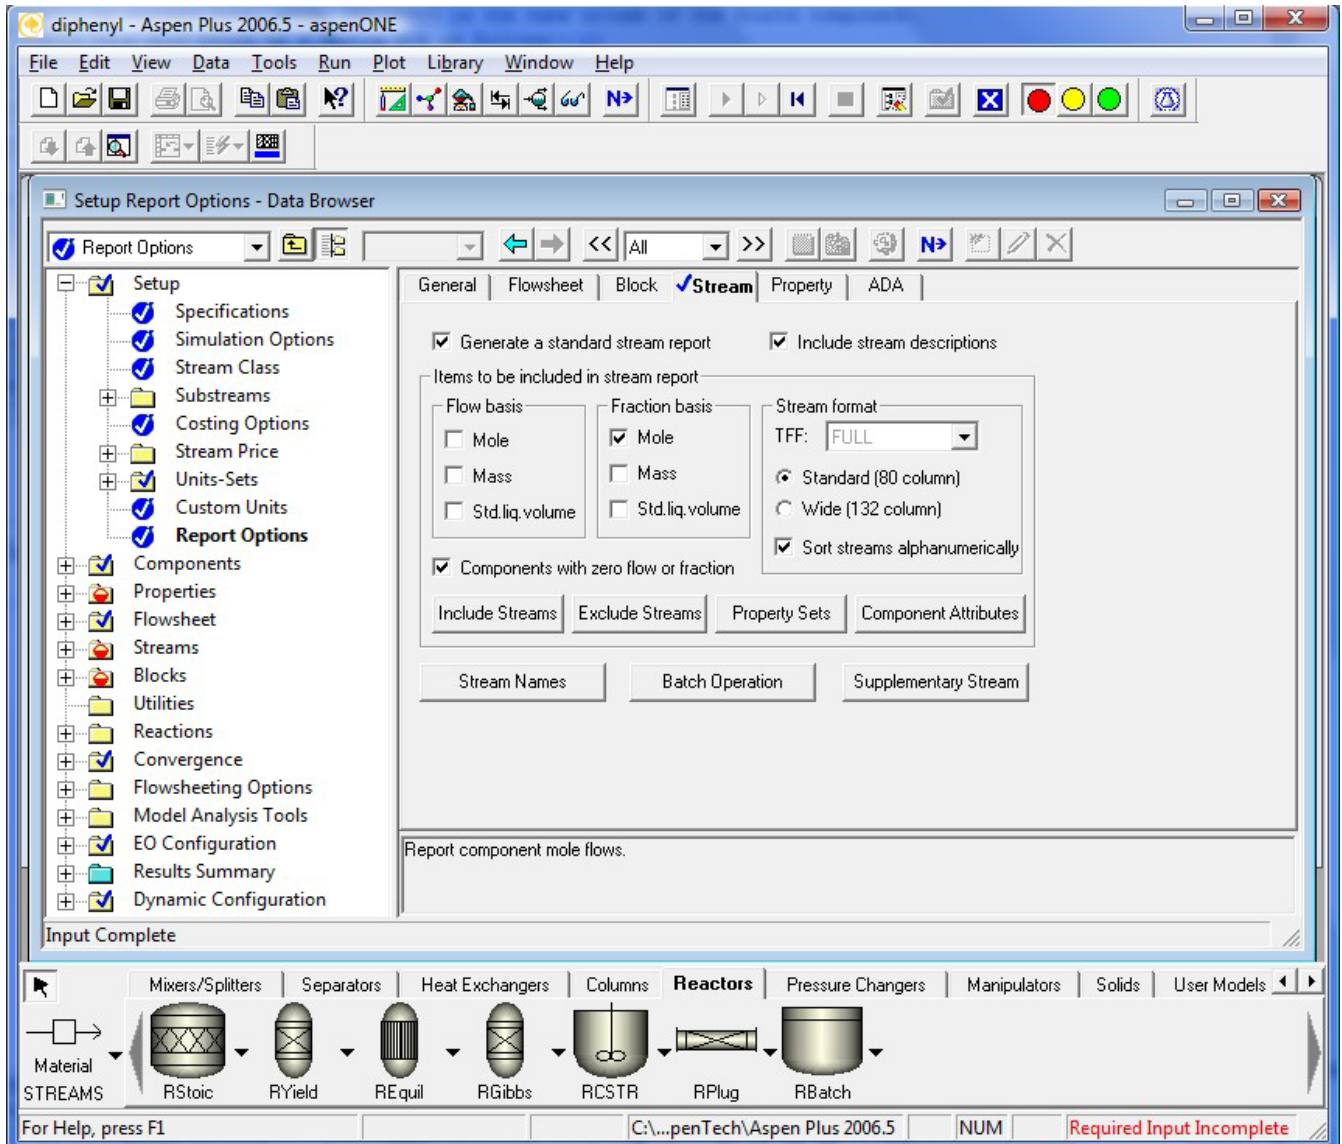 diphenyl - Aspen Plus 2006.5 - aspenONE
File Edit View Data Tools Run Plot Library Window Help
N
Setup Report Options - Data Browser
Report Options All N
Setup
Specifications
Simulation Options
Stream Class
Substreams
Costing Options
Stream Price
Units-Sets
Custom Units
Report Options
Components
Properties
Flowsheet
Streams
Blocks
Utilities
Reactions
Convergence
Flowsheeting Options
Model Analysis Tools
EO Configuration
Results Summary
Dynamic Configuration
General Flowsheet Block Stream Property ADA
Generate a standard stream report Include stream descriptions
Items to be included in stream report
Flow basis Fraction basis Stream format
Mole Mole TFF: FULL
Mass Mass Standard (80 column)
Std.liq.volume Std.liq.volume Wide (132 column)
Sort streams alphanumerically
Components with zero flow or fraction
Include Streams Exclude Streams Property Sets Component Attributes
Stream Names Batch Operation Supplementary Stream
Report component mole flows.
Input Complete
Mixers/Splitters Separators Heat Exchangers Columns Reactors Pressure Changers Manipulators Solids User Models
Material
STREAMS RStoic RYield REquil RGibbs RCSTR RPlug RBatch
For Help, press F1 C:\...penTech\Aspen Plus 2006.5 NUM Required Input Incomplete